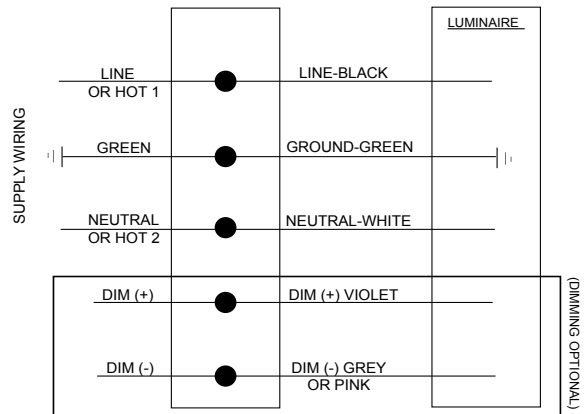 LUMINAIRE
SUPPLY WIRING
LINE
OR HOT 1
LINE-BLACK
GREEN
GROUND-GREEN
NEUTRAL
OR HOT 2
NEUTRAL-WHITE
DIM (+)
DIM (+) VIOLET
DIM (-)
DIM (-) GREY
OR PINK
(DIMMING OPTIONAL)